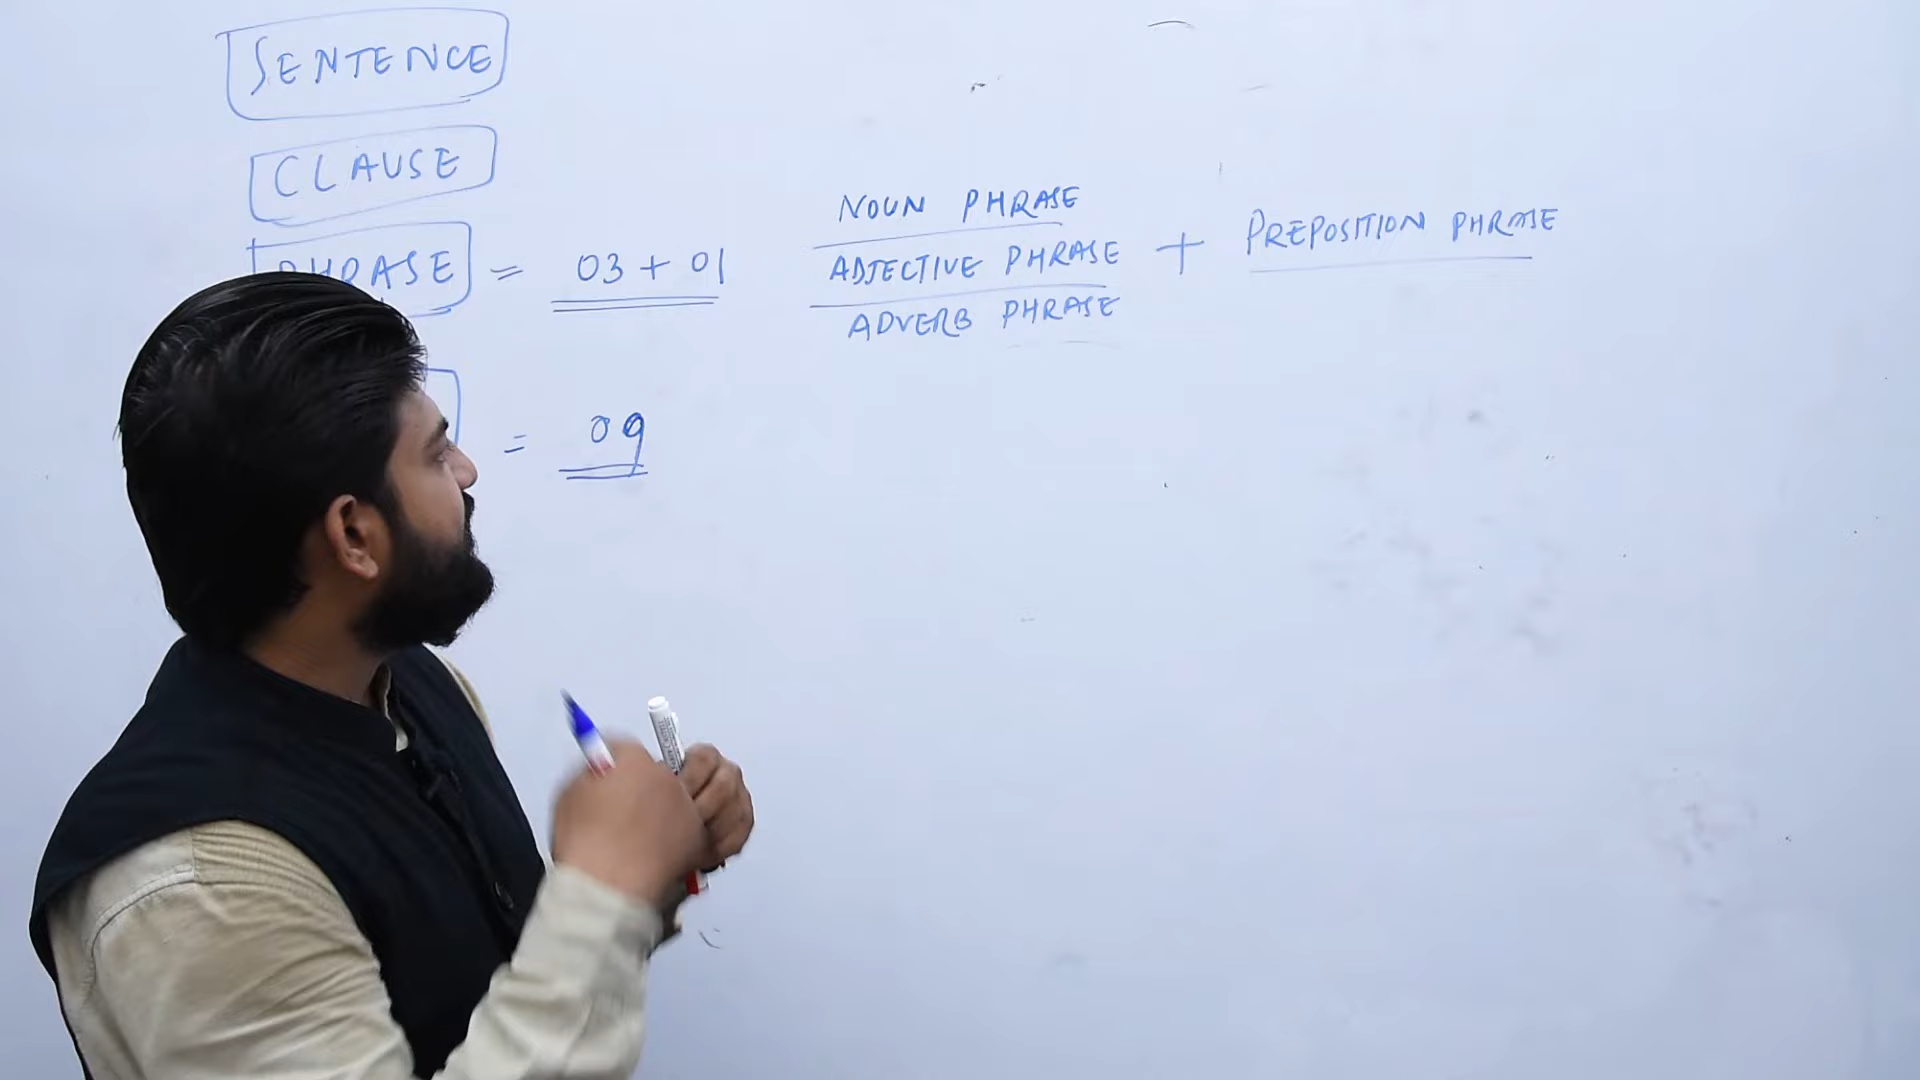 SENTENCE
CLAUSE
PHRASE = 03 + 01
NOUN PHRASE
ADJECTIVE PHRASE + PREPOSITION PHRASE
ADVERB PHRASE
= 09